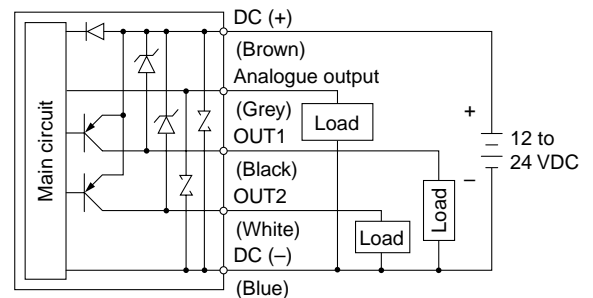 DC (+)
(Brown)
Analogue output
(Grey)
Load
OUT1
(Black)
OUT2
(White)
Load
Load
DC (–)
(Blue)
Main circuit
+
12 to
24 VDC
–